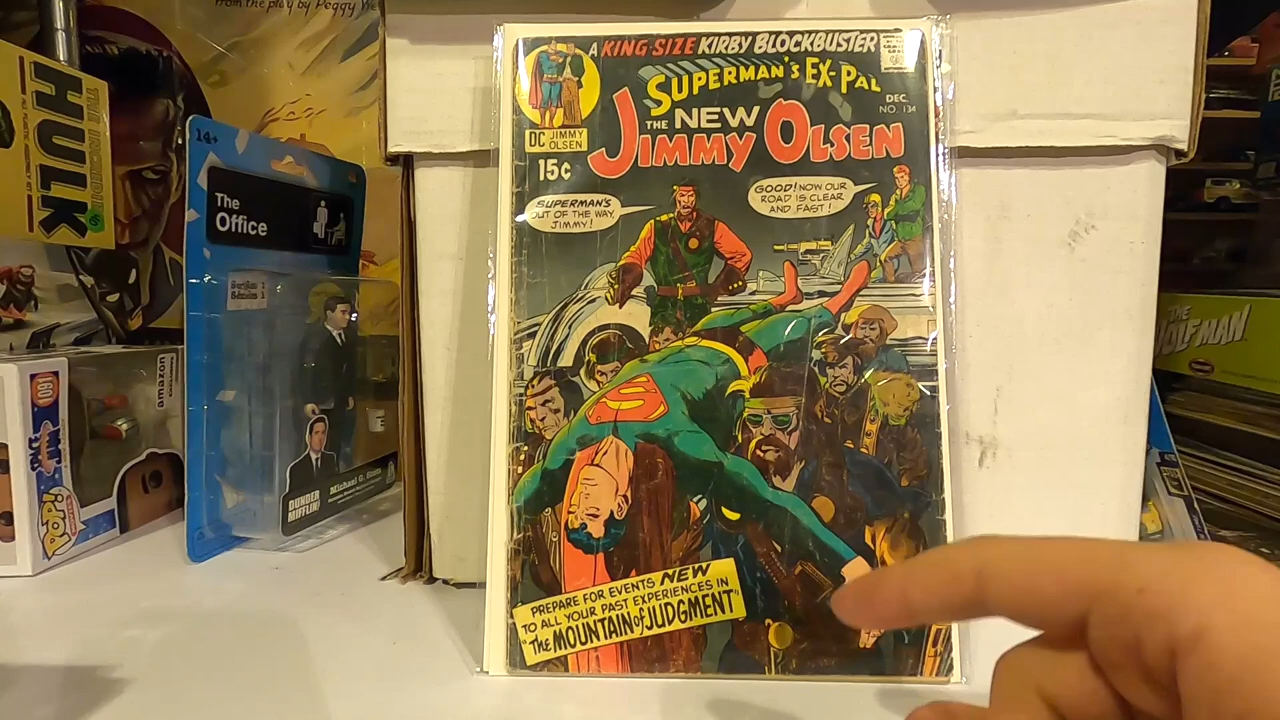 from the play by Peggy
THE INCREDIBLE
HULK
14+
The
Office
DUNDER
MIFFLIN
Michael G. Scott
amazon
POP!
A KING-SIZE KIRBY BLOCKBUSTER
SUPERMAN'S EX-PAL
THE NEW
JIMMY OLSEN
DEC.
NO. 134
DC JIMMY
OLSEN
15¢
SUPERMAN'S
OUT OF THE WAY,
JIMMY!
GOOD! NOW OUR
ROAD IS CLEAR
AND FAST!
S
PREPARE FOR EVENTS NEW
TO ALL YOUR PAST EXPERIENCES IN
"THE MOUNTAIN of JUDGMENT"
THE
WOLFMAN